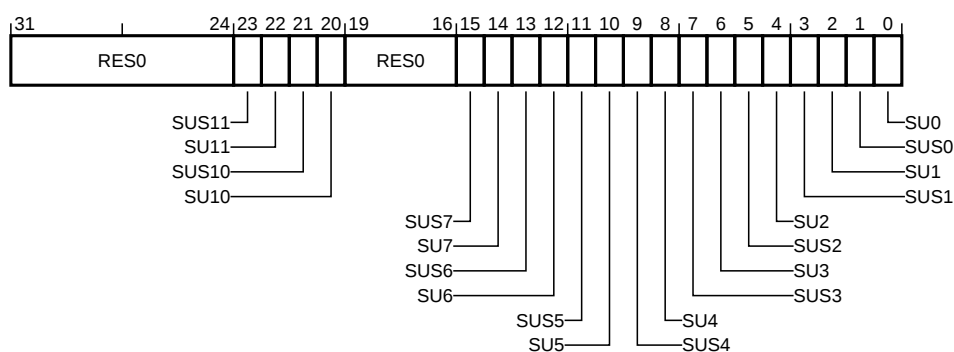 31 24 23 22 21 20 19 16 15 14 13 12 11 10 9 8 7 6 5 4 3 2 1 0
RES0 RES0
SUS11 SU0
SU11 SUS0
SUS10 SU1
SU10 SUS1
SUS7 SU2
SU7 SUS2
SUS6 SU3
SU6 SUS3
SUS5 SU4
SU5 SUS4